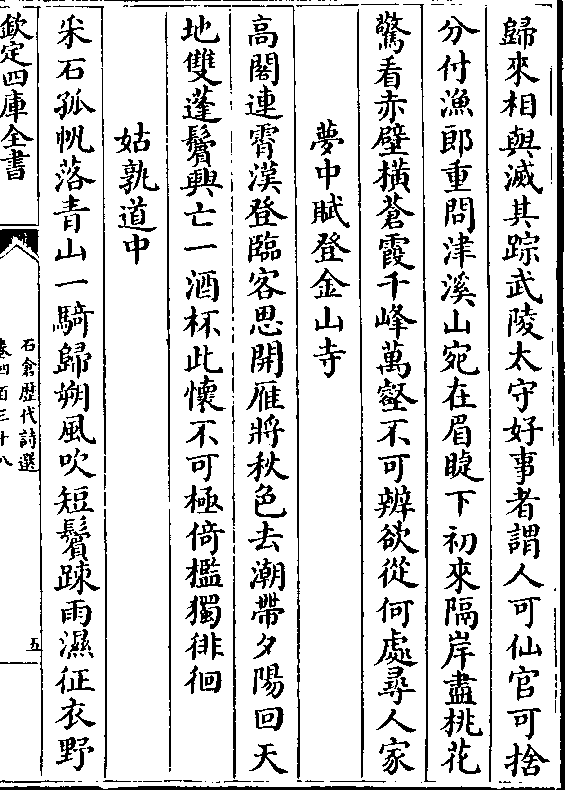 歸來相與滅其踪武陵太守好事者謂人可仙官可捨
分付漁郎重問津溪山宛在眉睫下初來隔岸盡桃花
驚看赤壁橫蒼霞千峰萬壑不可辨欲從何處尋人家
夢中賦登金山寺
高閣連霄漢登臨客思開雁將秋色去潮帶夕陽回天
地雙蓬鬢興亡一酒杯此懷不可極倚檻獨徘徊
姑孰道中
采石孤帆落青山一騎歸朔風吹短鬢踈雨濕征衣野
欽定四庫全書
石倉歴代詩選
卷四百三十八
五